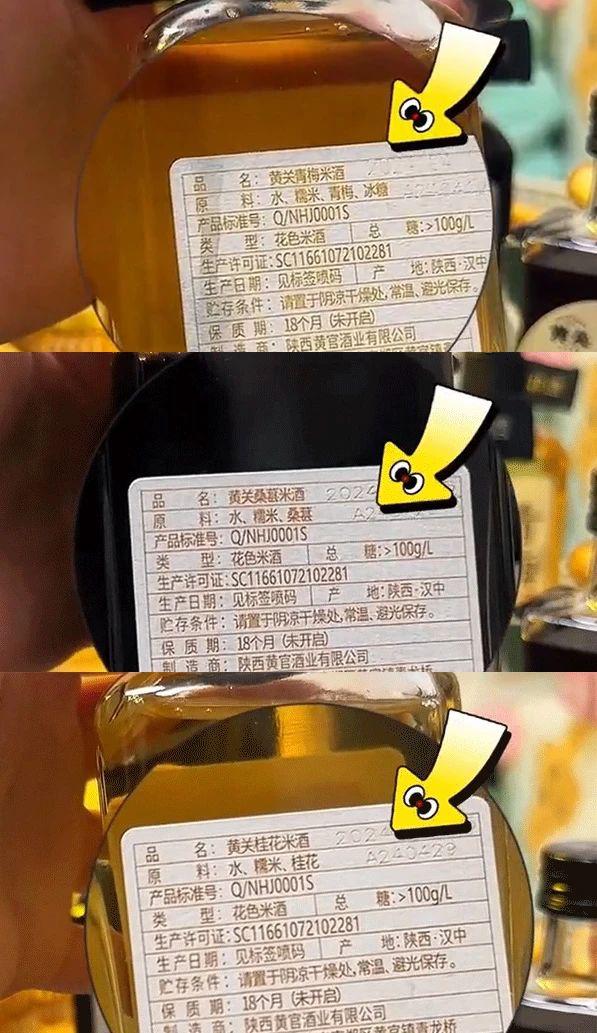 品名：黄关青梅米酒
原料：水、糯米、青梅、冰糖
产品标准号：Q/NHJ0001S
类型：花色米酒 总糖：>100g/L
生产许可证：SC11661072102281
生产日期：见标签喷码 产地：陕西·汉中
贮存条件：请置于阴凉干燥处，常温、避光保存。
保质期：18个月（未开启）
制造商：陕西黄官酒业有限公司
品名：黄关桑葚米酒 2024
原料：水、糯米、桑葚
产品标准号：Q/NHJ0001S
类型：花色米酒 总糖：>100g/L
生产许可证：SC11661072102281
生产日期：见标签喷码 产地：陕西·汉中
贮存条件：请置于阴凉干燥处，常温、避光保存。
保质期：18个月（未开启）
制造商：陕西黄官酒业有限公司
品名：黄关桂花米酒 2024
原料：水、糯米、桂花 A240429
产品标准号：Q/NHJ0001S
类型：花色米酒 总糖：>100g/L
生产许可证：SC11661072102281
生产日期：见标签喷码 产地：陕西·汉中
贮存条件：请置于阴凉干燥处，常温、避光保存。
保质期：18个月（未开启）
制造商：陕西黄官酒业有限公司